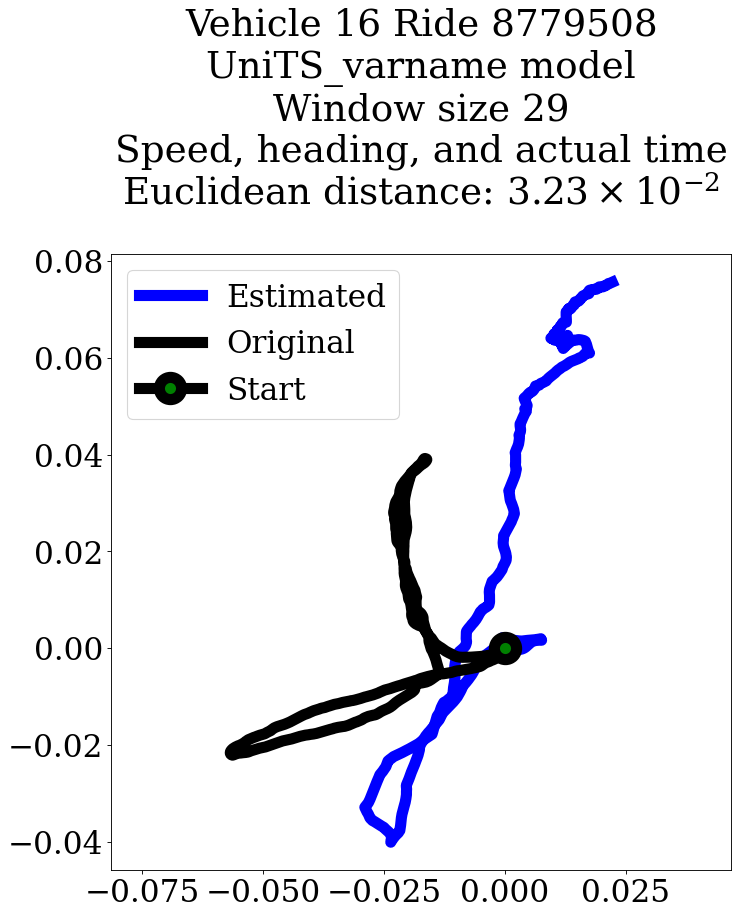 Vehicle 16 Ride 8779508
UniTS_varname model
Window size 29
Speed, heading, and actual time
Euclidean distance: 3.23 × 10⁻²
Estimated
Original
Start
0.08
0.06
0.04
0.02
0.00
−0.02
−0.04
−0.075 −0.050 −0.025 0.000 0.025